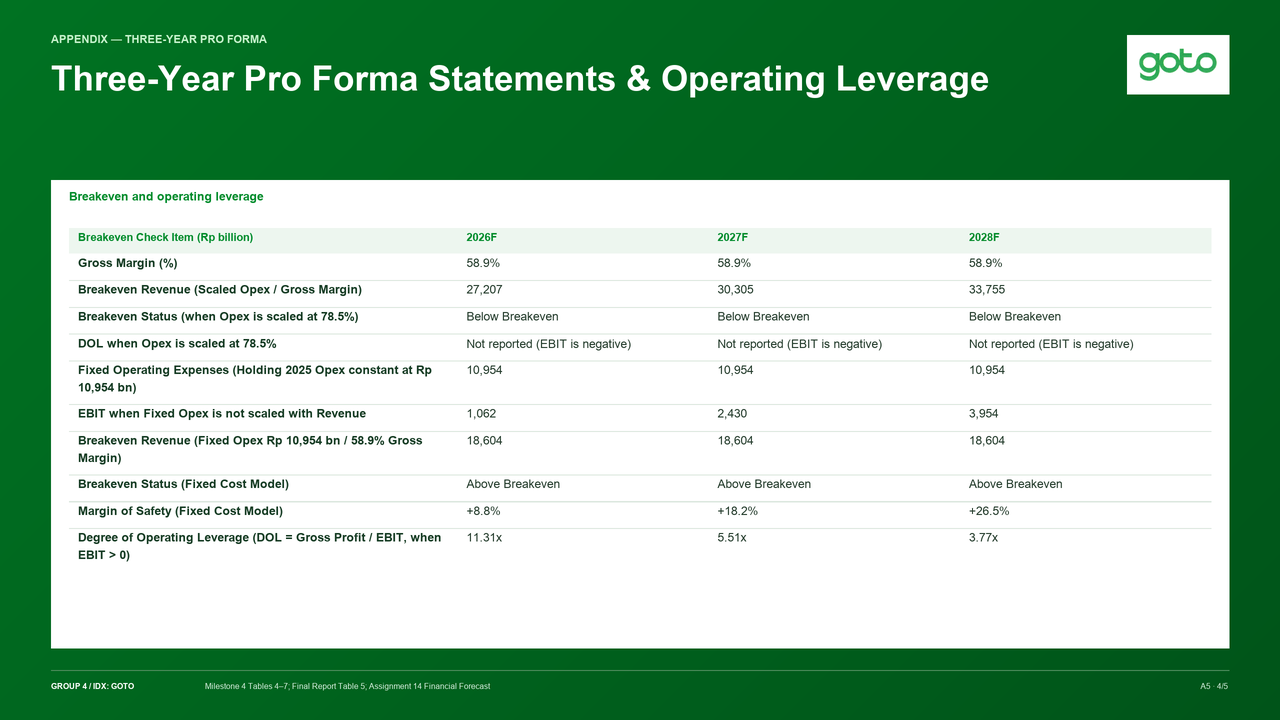 APPENDIX — THREE-YEAR PRO FORMA
Three-Year Pro Forma Statements & Operating Leverage
goto
Breakeven and operating leverage
Breakeven Check Item (Rp billion) 2026F 2027F 2028F
Gross Margin (%) 58.9% 58.9% 58.9%
Breakeven Revenue (Scaled Opex / Gross Margin) 27,207 30,305 33,755
Breakeven Status (when Opex is scaled at 78.5%) Below Breakeven Below Breakeven Below Breakeven
DOL when Opex is scaled at 78.5% Not reported (EBIT is negative) Not reported (EBIT is negative) Not reported (EBIT is negative)
Fixed Operating Expenses (Holding 2025 Opex constant at Rp 10,954 10,954 10,954
10,954 bn)
EBIT when Fixed Opex is not scaled with Revenue 1,062 2,430 3,954
Breakeven Revenue (Fixed Opex Rp 10,954 bn / 58.9% Gross 18,604 18,604 18,604
Margin)
Breakeven Status (Fixed Cost Model) Above Breakeven Above Breakeven Above Breakeven
Margin of Safety (Fixed Cost Model) +8.8% +18.2% +26.5%
Degree of Operating Leverage (DOL = Gross Profit / EBIT, when 11.31x 5.51x 3.77x
EBIT > 0)
GROUP 4 / IDX: GOTO Milestone 4 Tables 4–7; Final Report Table 5; Assignment 14 Financial Forecast A5 · 4/5